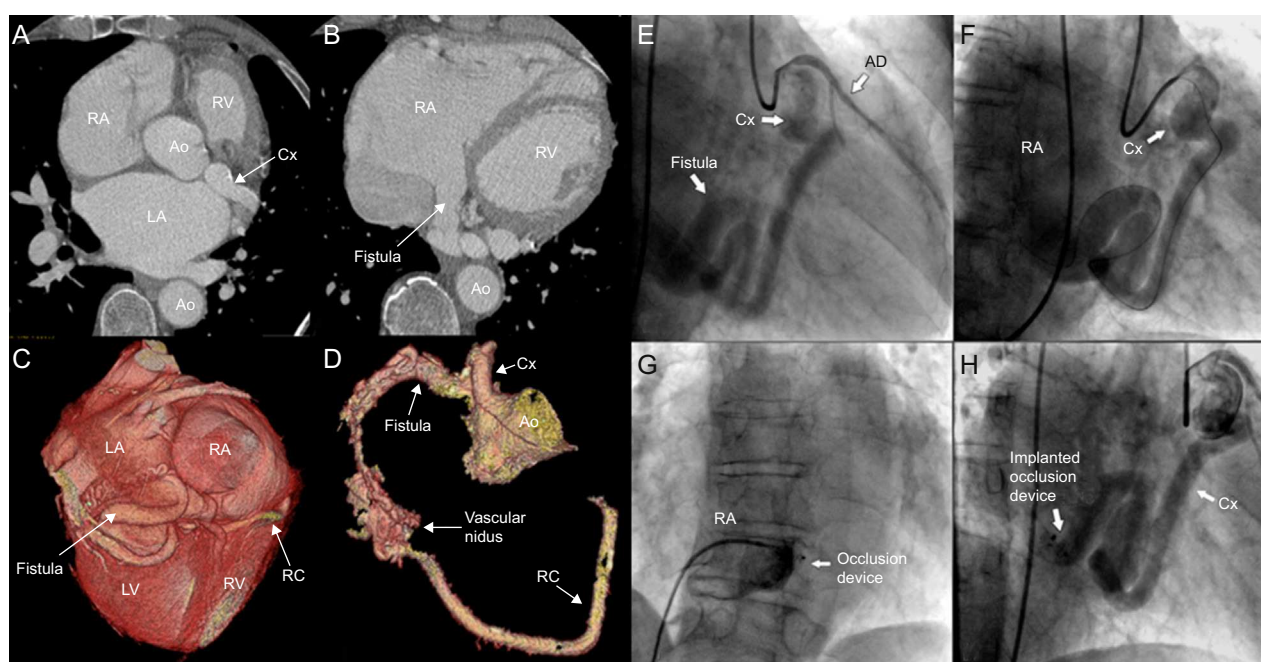 A
RA
RV
Ao
Cx
LA
Ao
B
RA
RV
Fistula
Ao
C
LA
RA
Fistula
LV
RV
RC
D
Cx
Fistula
Ao
Vascular
nidus
RC
E
AD
Cx
Fistula
F
RA
Cx
G
RA
Occlusion
device
H
Implanted
occlusion
device
Cx